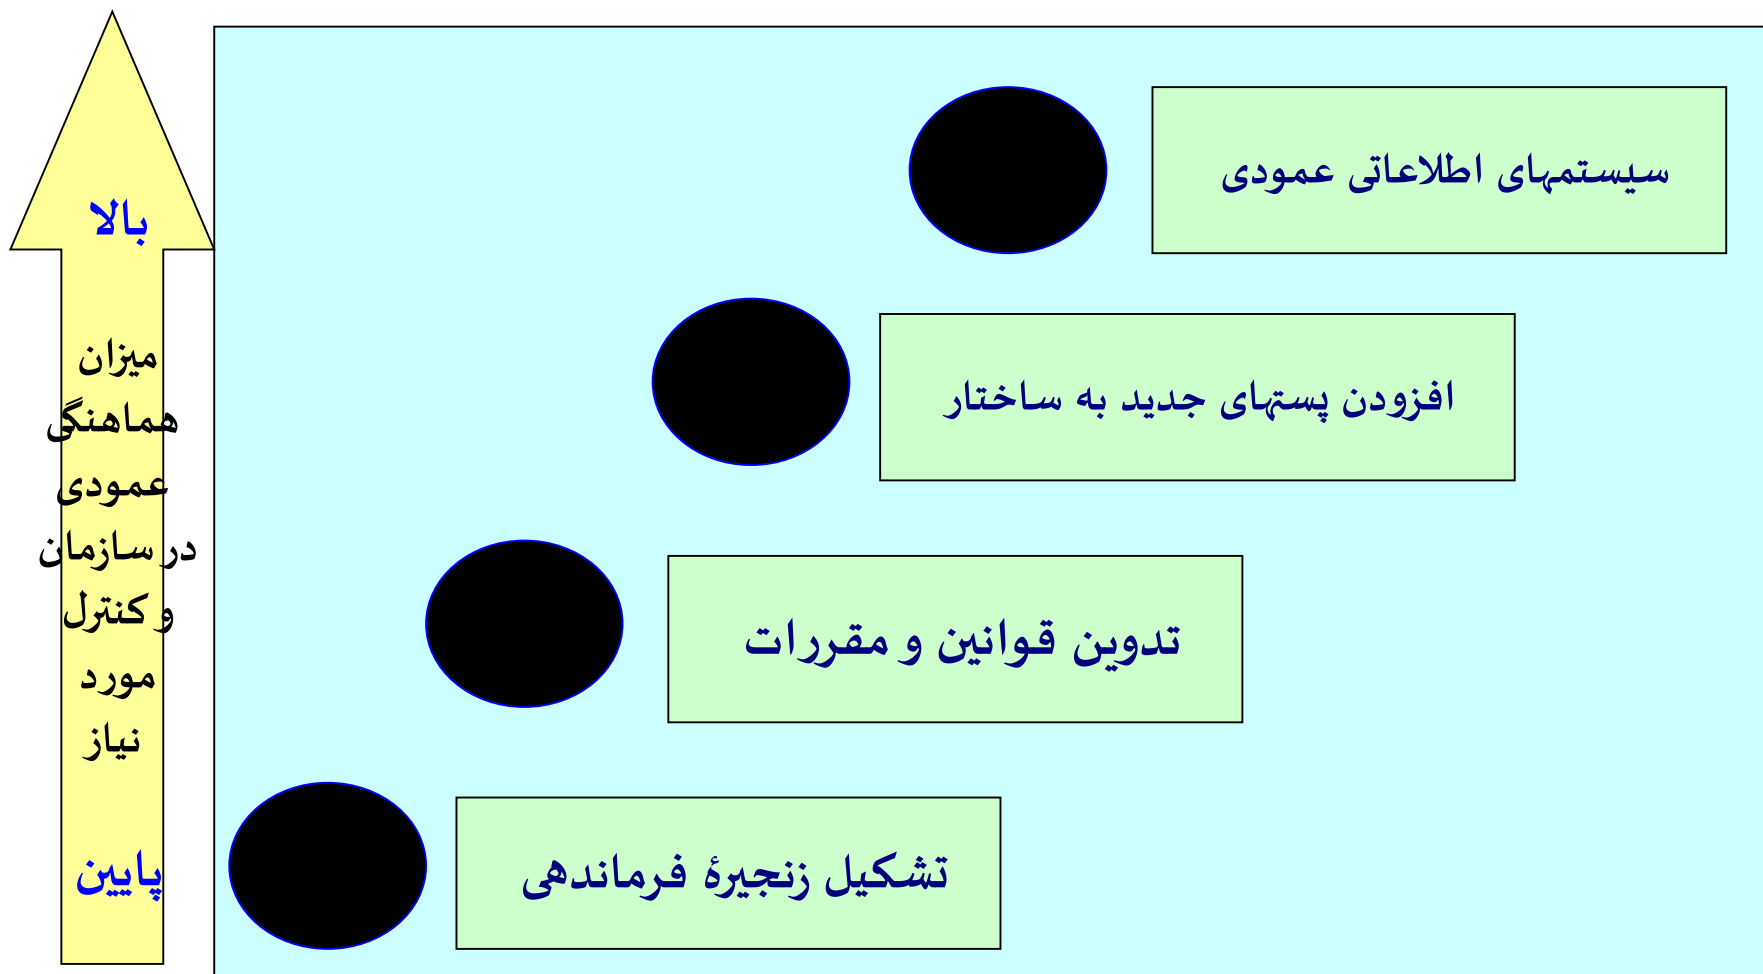 بالا
میزان
هماهنگی
عمودی
در سازمان
و کنترل
مورد
نیاز
پایین
سیستمهای اطلاعاتی عمودی
افزودن پستهای جدید به ساختار
تدوین قوانین و مقررات
تشکیل زنجیرهٔ فرماندهی